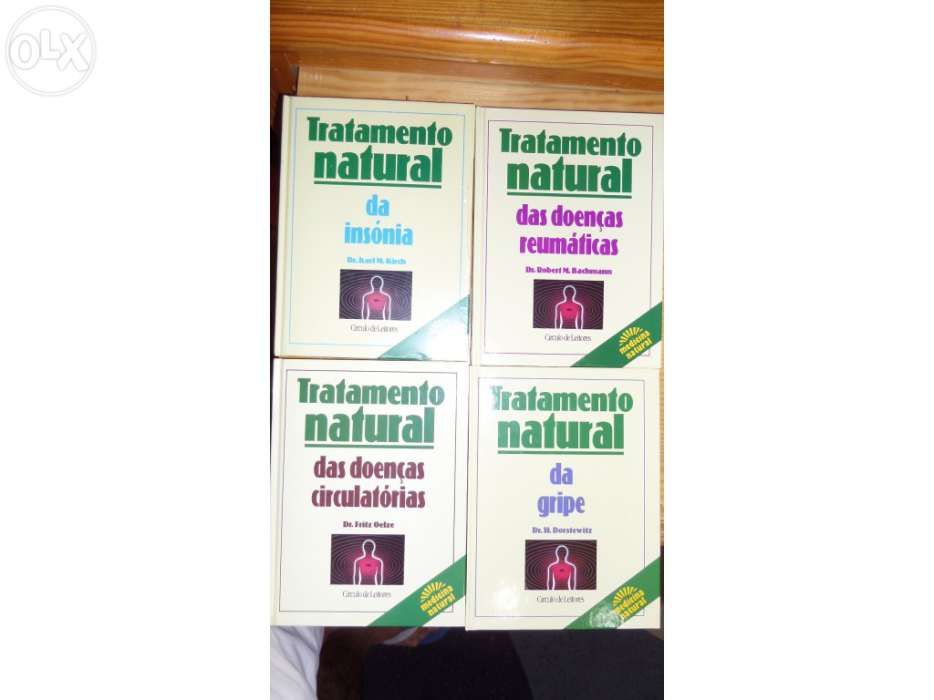 OLX
Tratamento
natural
da
insónia
Dr. Karl M. Kirch
Círculo de Leitores
Tratamento
natural
das doenças
reumáticas
Dr. Robert M. Bachmann
Círculo de Leitores
medicina
natural
Tratamento
natural
das doenças
circulatórias
Dr. Fritz Oelze
Círculo de Leitores
medicina
natural
Tratamento
natural
da
gripe
Dr. H. Dorstewitz
Círculo de Leitores
medicina
natural